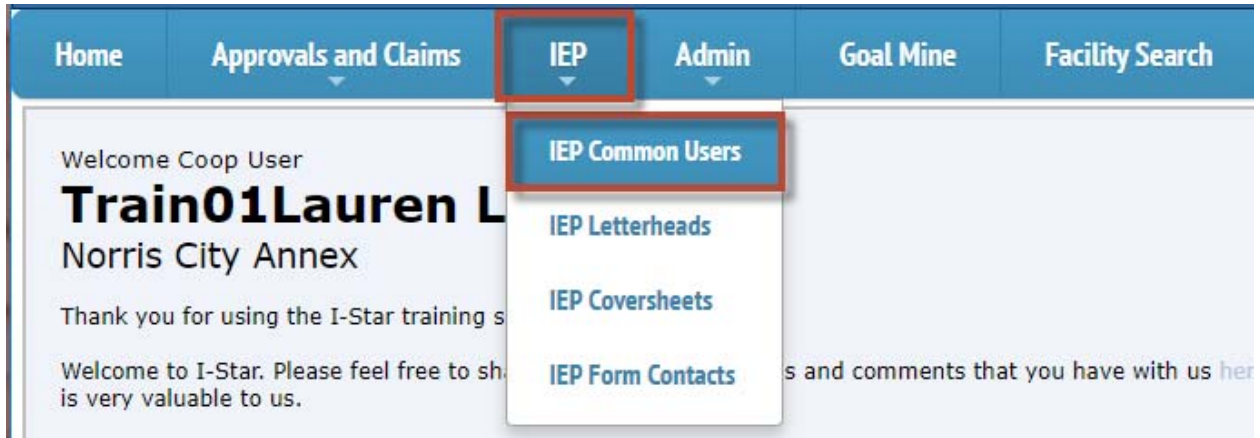 Home Approvals and Claims IEP Admin Goal Mine Facility Search
IEP Common Users
IEP Letterheads
IEP Coversheets
IEP Form Contacts
Welcome Coop User
Train01Lauren L
Norris City Annex
Thank you for using the I-Star training s
Welcome to I-Star. Please feel free to sh s and comments that you have with us her
is very valuable to us.